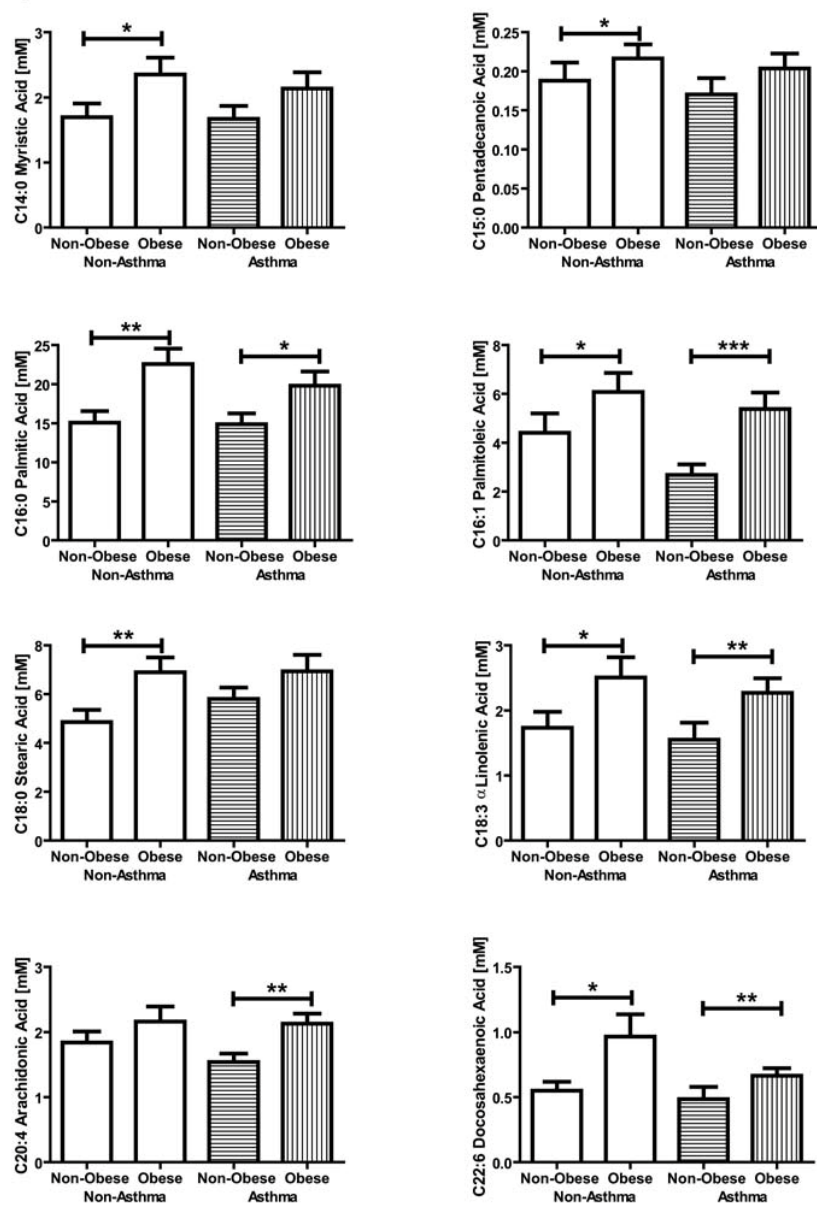 C14:0 Myristic Acid [mM]
3
2
1
0
*
Non-Obese Obese Non-Obese Obese
Non-Asthma Asthma
C15:0 Pentadecanoic Acid [mM]
0.25
0.20
0.15
0.10
0.05
0.00
*
Non-Obese Obese Non-Obese Obese
Non-Asthma Asthma
C16:0 Palmitic Acid [mM]
25
20
15
10
5
0
** *
Non-Obese Obese Non-Obese Obese
Non-Asthma Asthma
C16:1 Palmitoleic Acid [mM]
8
6
4
2
0
* ***
Non-Obese Obese Non-Obese Obese
Non-Asthma Asthma
C18:0 Stearic Acid [mM]
8
6
4
2
0
**
Non-Obese Obese Non-Obese Obese
Non-Asthma Asthma
C18:3 αLinolenic Acid [mM]
3
2
1
0
* **
Non-Obese Obese Non-Obese Obese
Non-Asthma Asthma
C20:4 Arachidonic Acid [mM]
3
2
1
0
**
Non-Obese Obese Non-Obese Obese
Non-Asthma Asthma
C22:6 Docosahexaenoic Acid [mM]
1.5
1.0
0.5
0.0
* **
Non-Obese Obese Non-Obese Obese
Non-Asthma Asthma